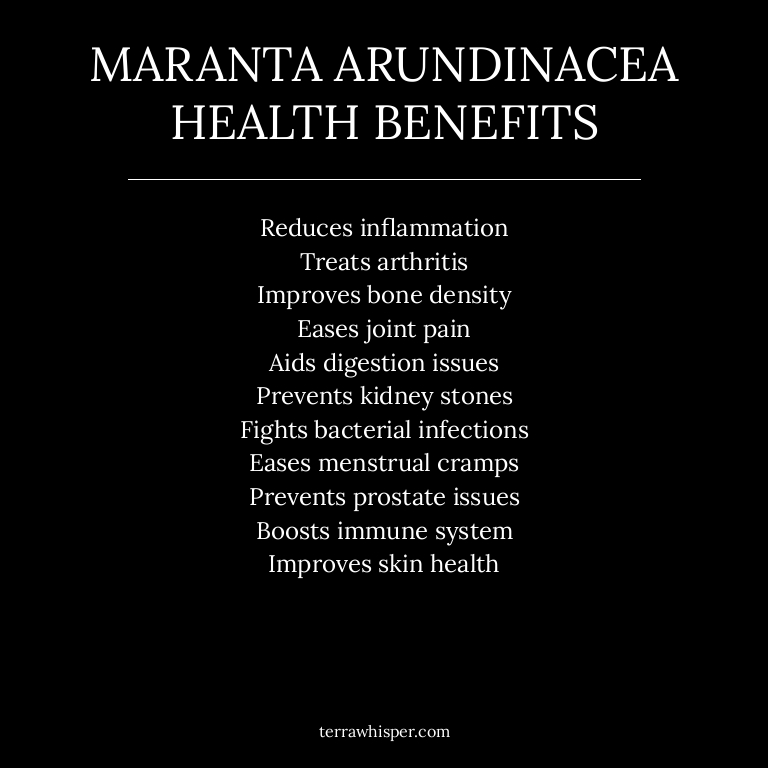 MARANTA ARUNDINACEA
HEALTH BENEFITS
Reduces inflammation
Treats arthritis
Improves bone density
Eases joint pain
Aids digestion issues
Prevents kidney stones
Fights bacterial infections
Eases menstrual cramps
Prevents prostate issues
Boosts immune system
Improves skin health
terrawhisper.com